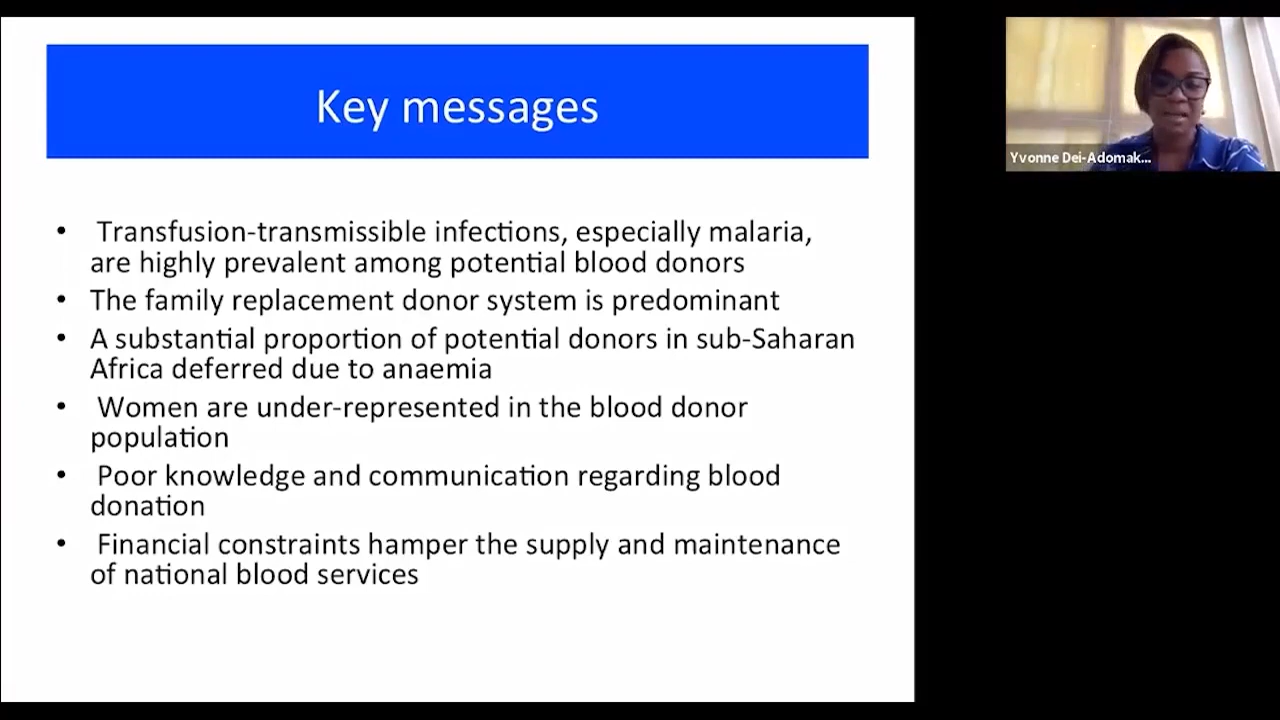 Key messages
• Transfusion-transmissible infections, especially malaria,
are highly prevalent among potential blood donors
• The family replacement donor system is predominant
• A substantial proportion of potential donors in sub-Saharan
Africa deferred due to anaemia
• Women are under-represented in the blood donor
population
• Poor knowledge and communication regarding blood
donation
• Financial constraints hamper the supply and maintenance
of national blood services
Yvonne Dei-Adomak...